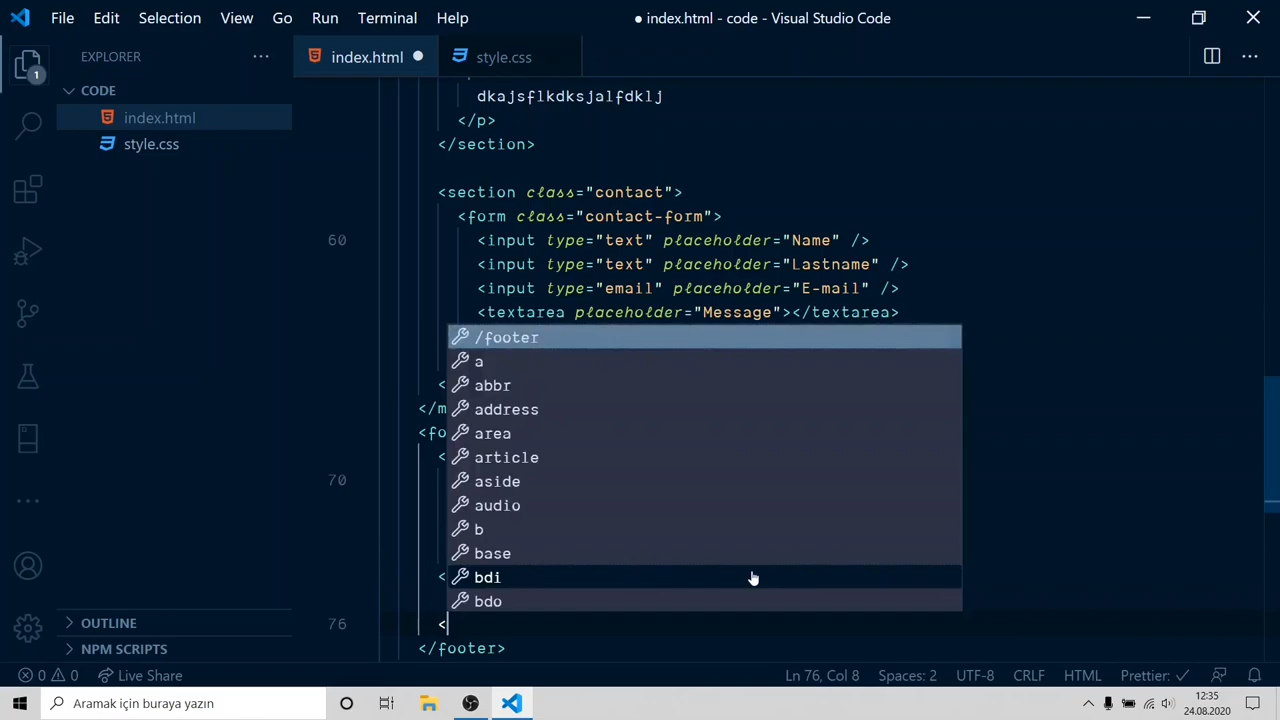 File Edit Selection View Go Run Terminal Help
● index.html - code - Visual Studio Code
EXPLORER
index.html
style.css
CODE
index.html
style.css
1
dkajsflkdksjalfdklj
</p>
</section>
<section class="contact">
<form class="contact-form">
60 <input type="text" placeholder="Name" />
<input type="text" placeholder="Lastname" />
<input type="email" placeholder="E-mail" />
<textarea placeholder="Message"></textarea>
/footer
a
abbr
<
address
</m
area
<fo
article
<
aside
70
audio
b
base
bdi
<
bdo
76 <
</footer>
OUTLINE
NPM SCRIPTS
0 0 Live Share
Ln 76, Col 8 Spaces: 2 UTF-8 CRLF HTML Prettier: ✓
Aramak için buraya yazın
12:35
24.08.2020